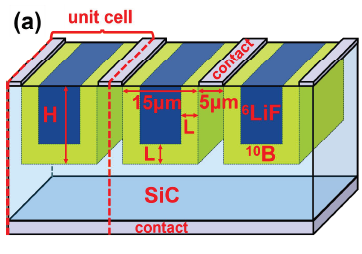 (a)
unit cell
contact
H
15μm
5μm
L
L
⁶LiF
¹⁰B
SiC
contact